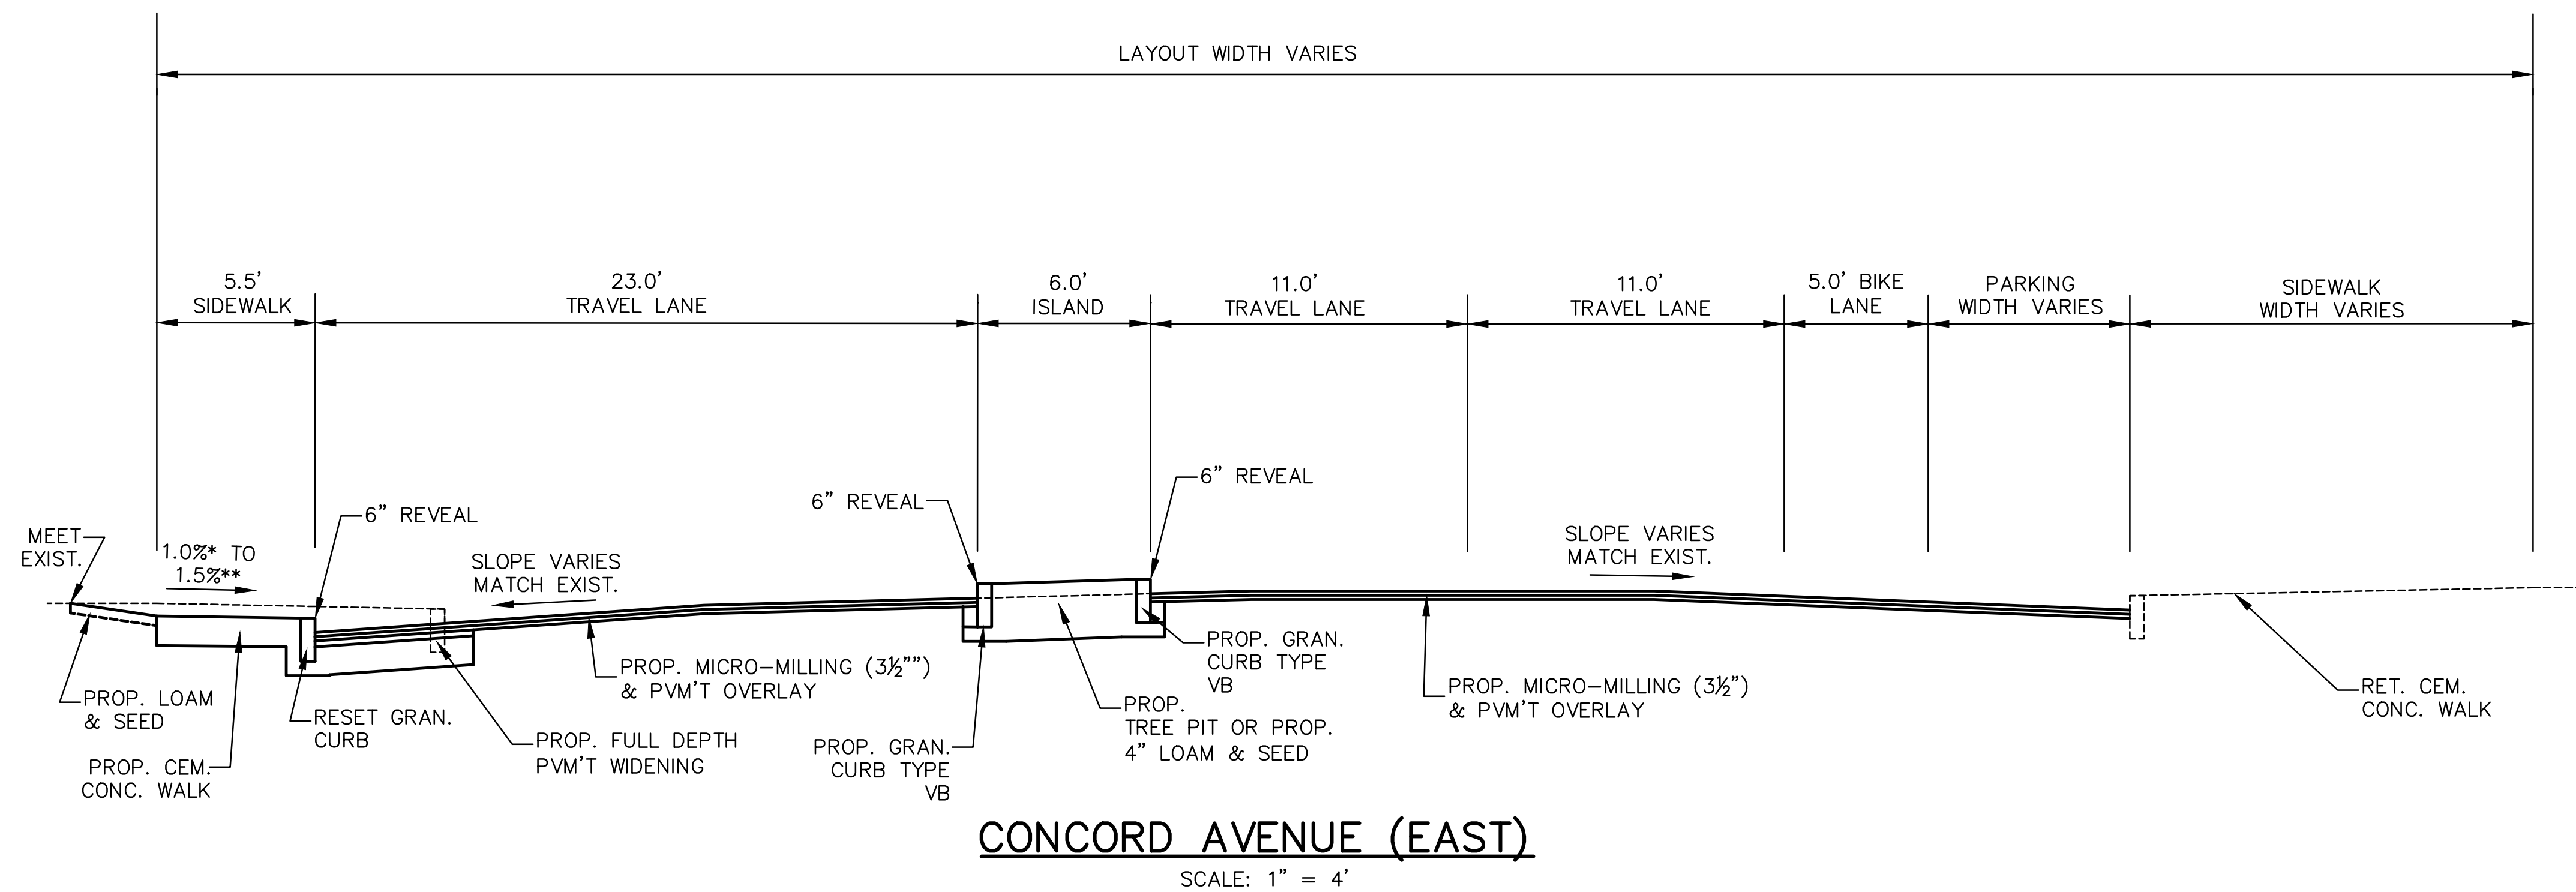 LAYOUT WIDTH VARIES
5.5'
SIDEWALK
23.0'
TRAVEL LANE
6.0'
ISLAND
11.0'
TRAVEL LANE
11.0'
TRAVEL LANE
5.0' BIKE
LANE
PARKING
WIDTH VARIES
SIDEWALK
WIDTH VARIES
MEET
EXIST.
1.0%* TO
1.5%**
6" REVEAL
SLOPE VARIES
MATCH EXIST.
6" REVEAL
6" REVEAL
SLOPE VARIES
MATCH EXIST.
PROP. LOAM
& SEED
PROP. CEM.
CONC. WALK
RESET GRAN.
CURB
PROP. FULL DEPTH
PVM'T WIDENING
PROP. MICRO-MILLING (3½"")
& PVM'T OVERLAY
PROP. GRAN.
CURB TYPE
VB
PROP. GRAN.
CURB TYPE
VB
PROP.
TREE PIT OR PROP.
4" LOAM & SEED
PROP. MICRO-MILLING (3½")
& PVM'T OVERLAY
RET. CEM.
CONC. WALK
CONCORD AVENUE (EAST)
SCALE: 1" = 4'